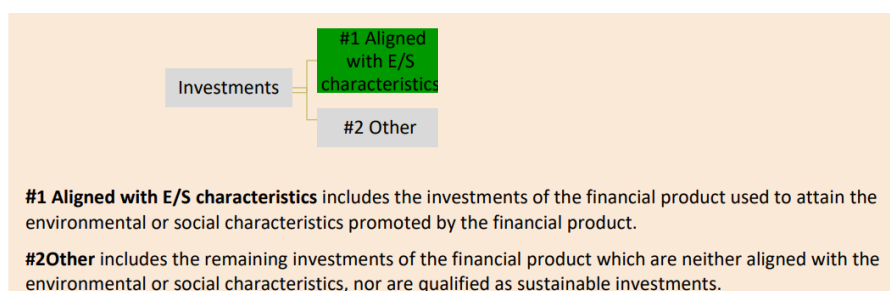 #1 Aligned
with E/S
characteristics
Investments
#2 Other
#1 Aligned with E/S characteristics includes the investments of the financial product used to attain the
environmental or social characteristics promoted by the financial product.
#2Other includes the remaining investments of the financial product which are neither aligned with the
environmental or social characteristics, nor are qualified as sustainable investments.